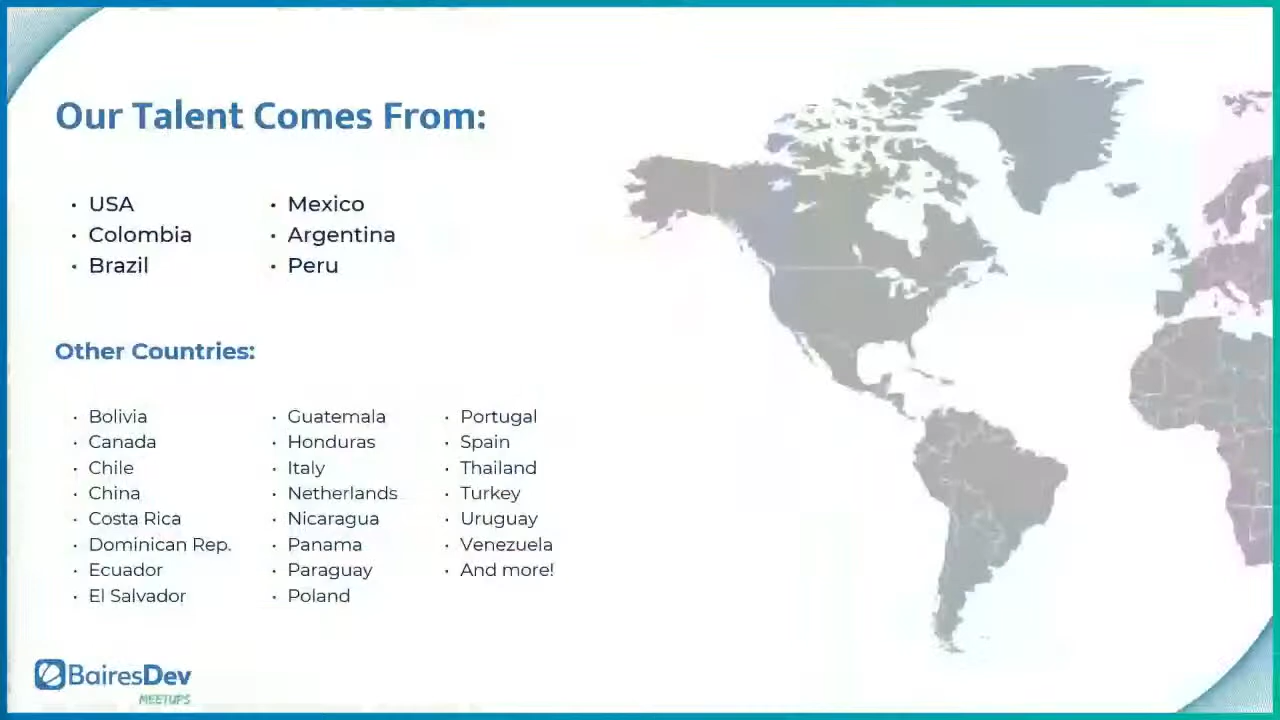 Our Talent Comes From:
• USA
• Colombia
• Brazil
• Mexico
• Argentina
• Peru
Other Countries:
• Bolivia
• Canada
• Chile
• China
• Costa Rica
• Dominican Rep.
• Ecuador
• El Salvador
• Guatemala
• Honduras
• Italy
• Netherlands
• Nicaragua
• Panama
• Paraguay
• Poland
• Portugal
• Spain
• Thailand
• Turkey
• Uruguay
• Venezuela
• And more!
BairesDev
MEETUPS